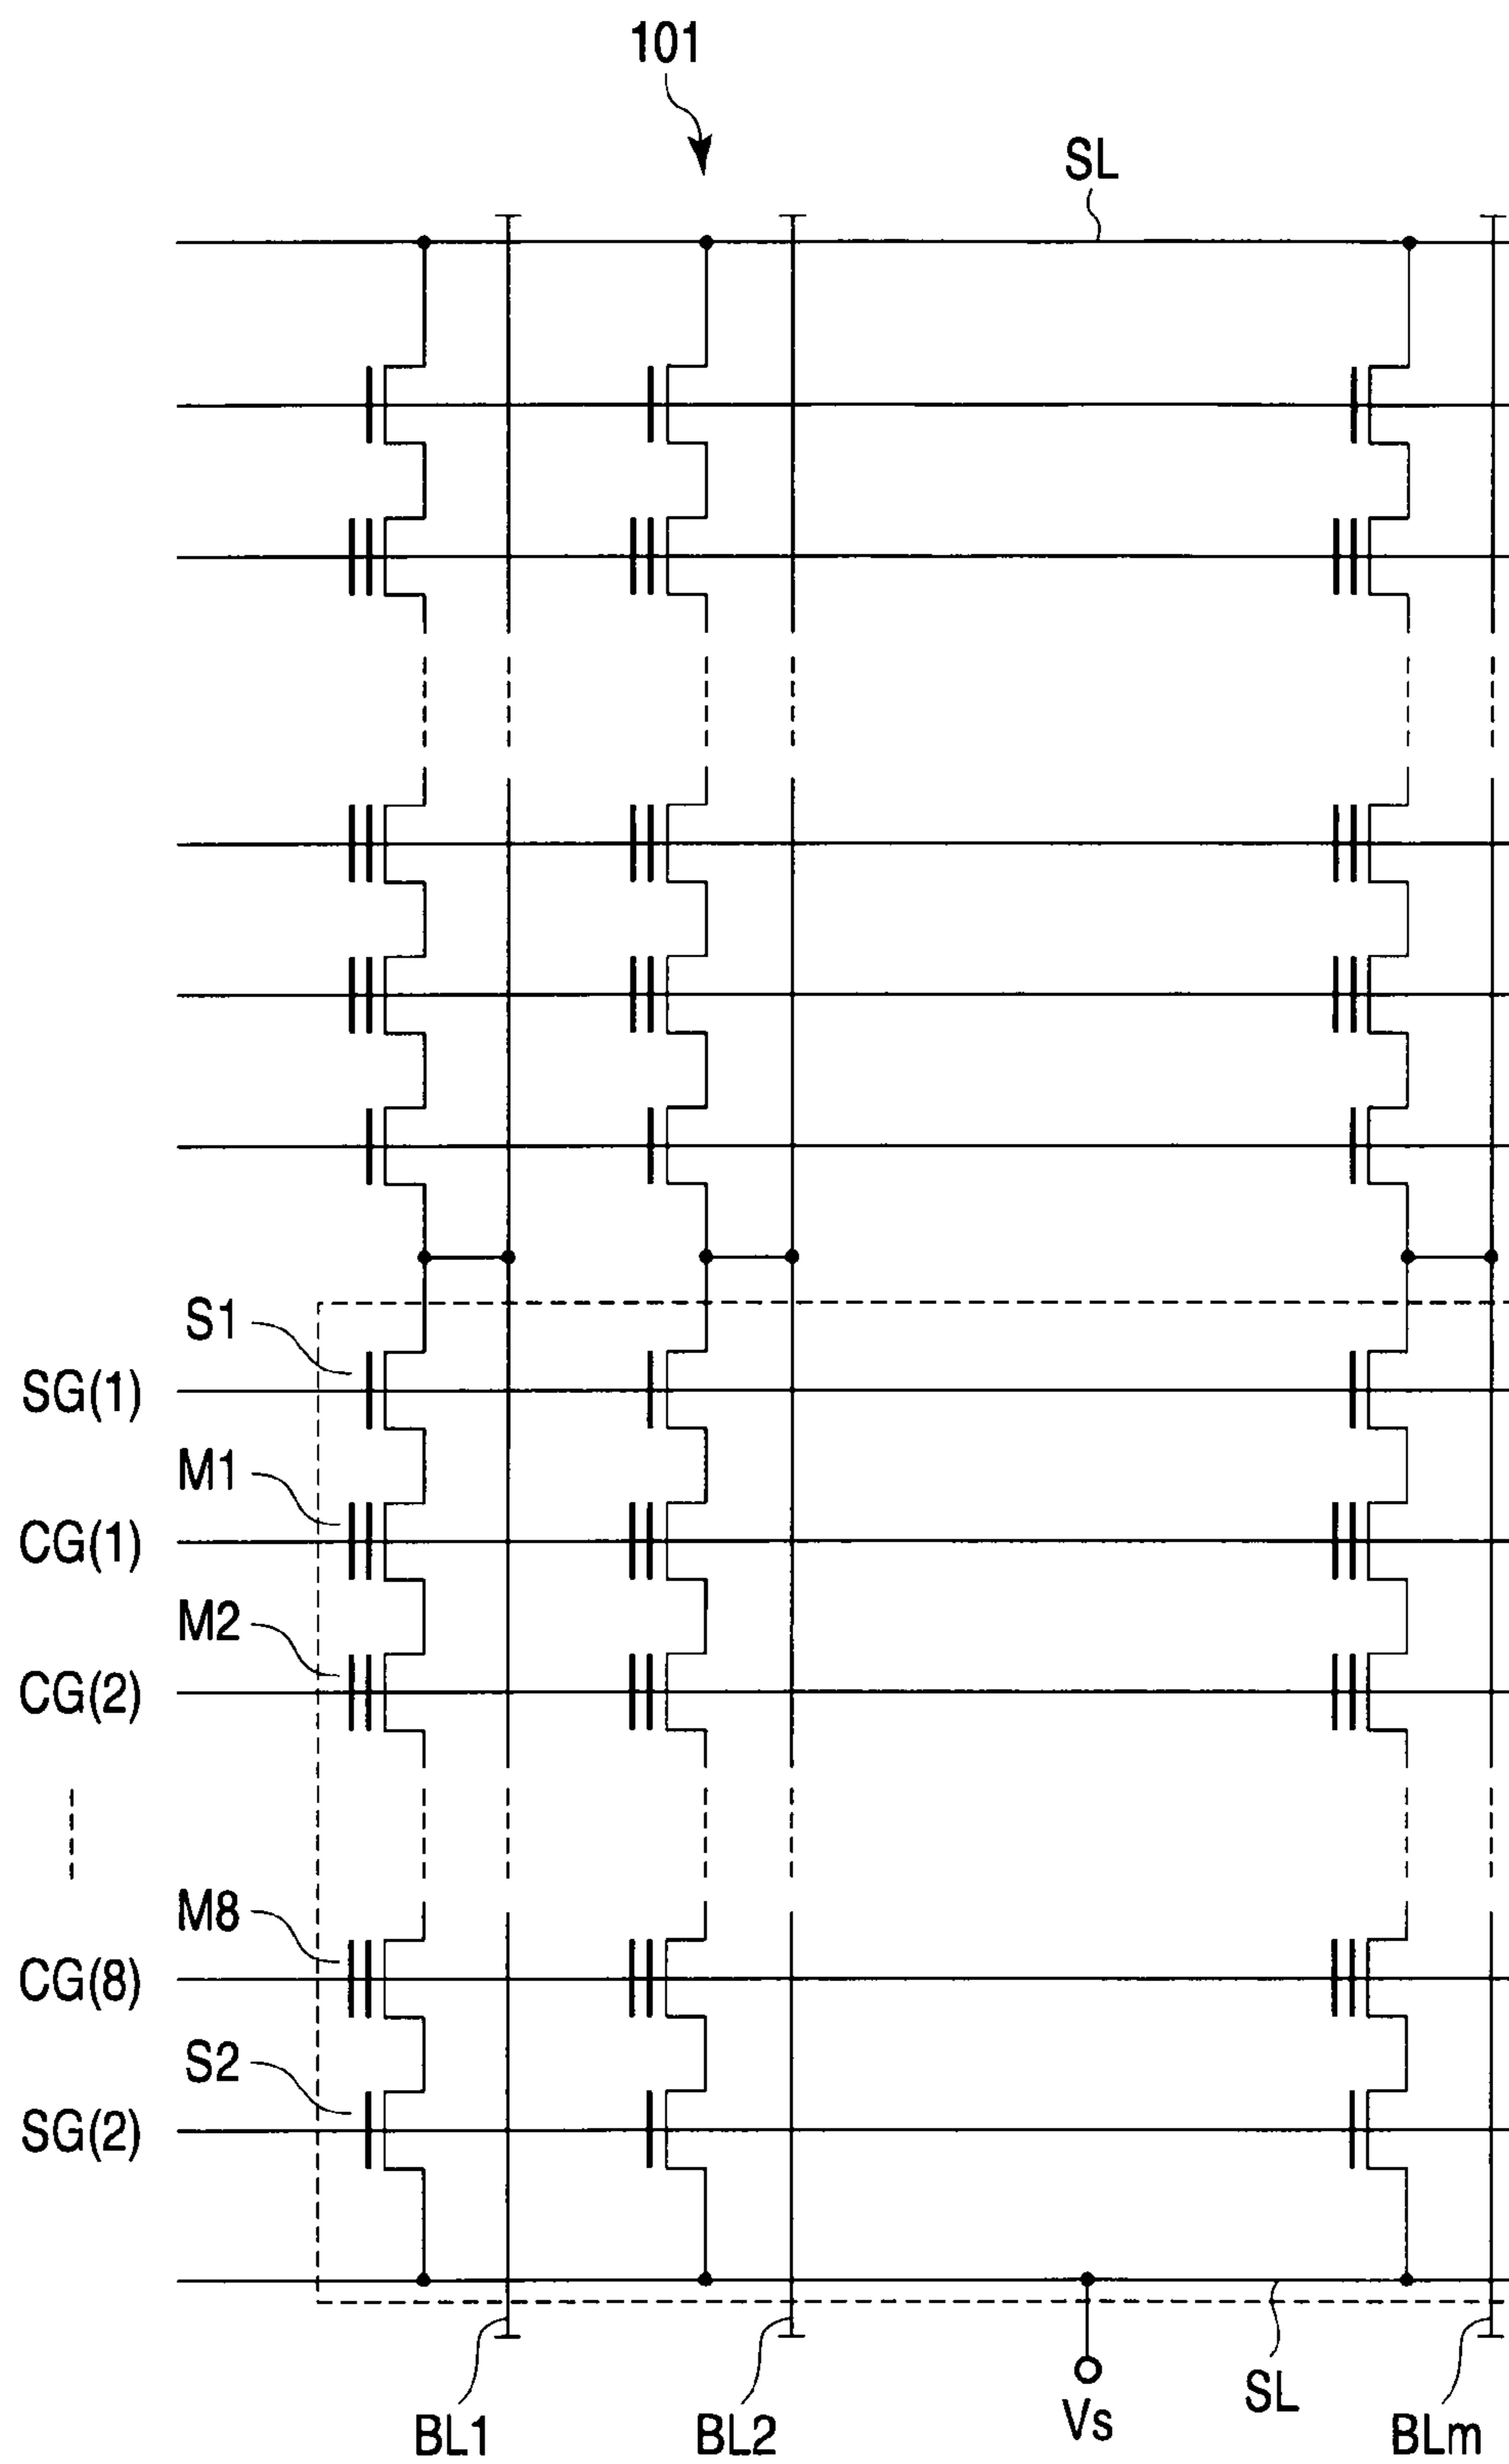 101
SL
S1
SG(1)
M1
CG(1)
M2
CG(2)
M8
CG(8)
S2
SG(2)
BL1
BL2
Vs
SL
BLm